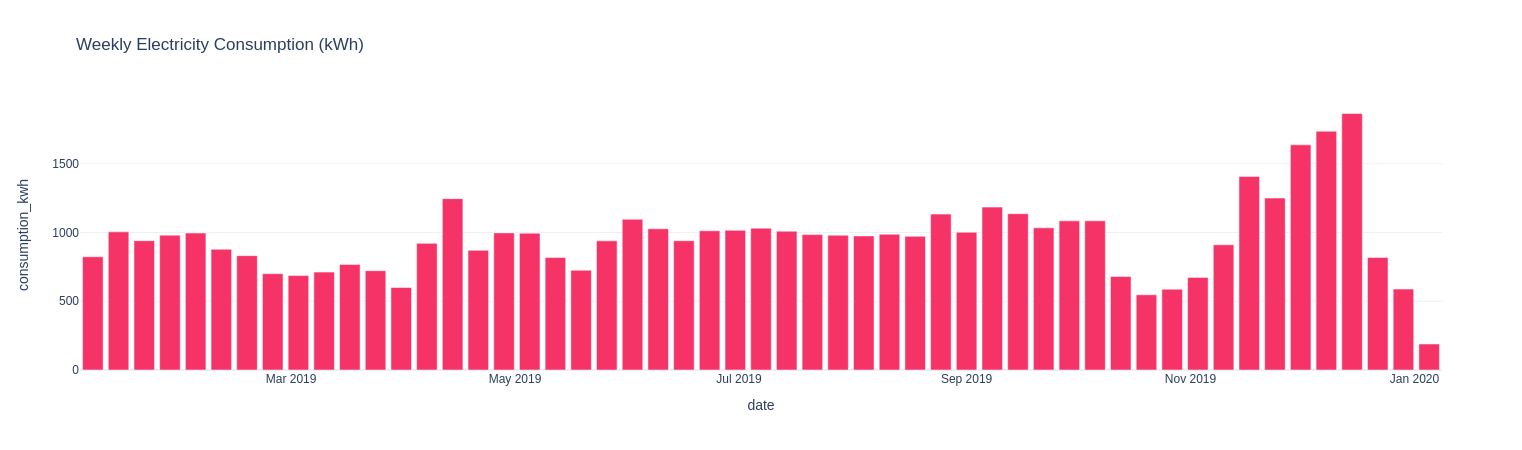 Weekly Electricity Consumption (kWh)
consumption_kwh
1500
1000
500
0
Mar 2019 May 2019 Jul 2019 Sep 2019 Nov 2019 Jan 2020
date